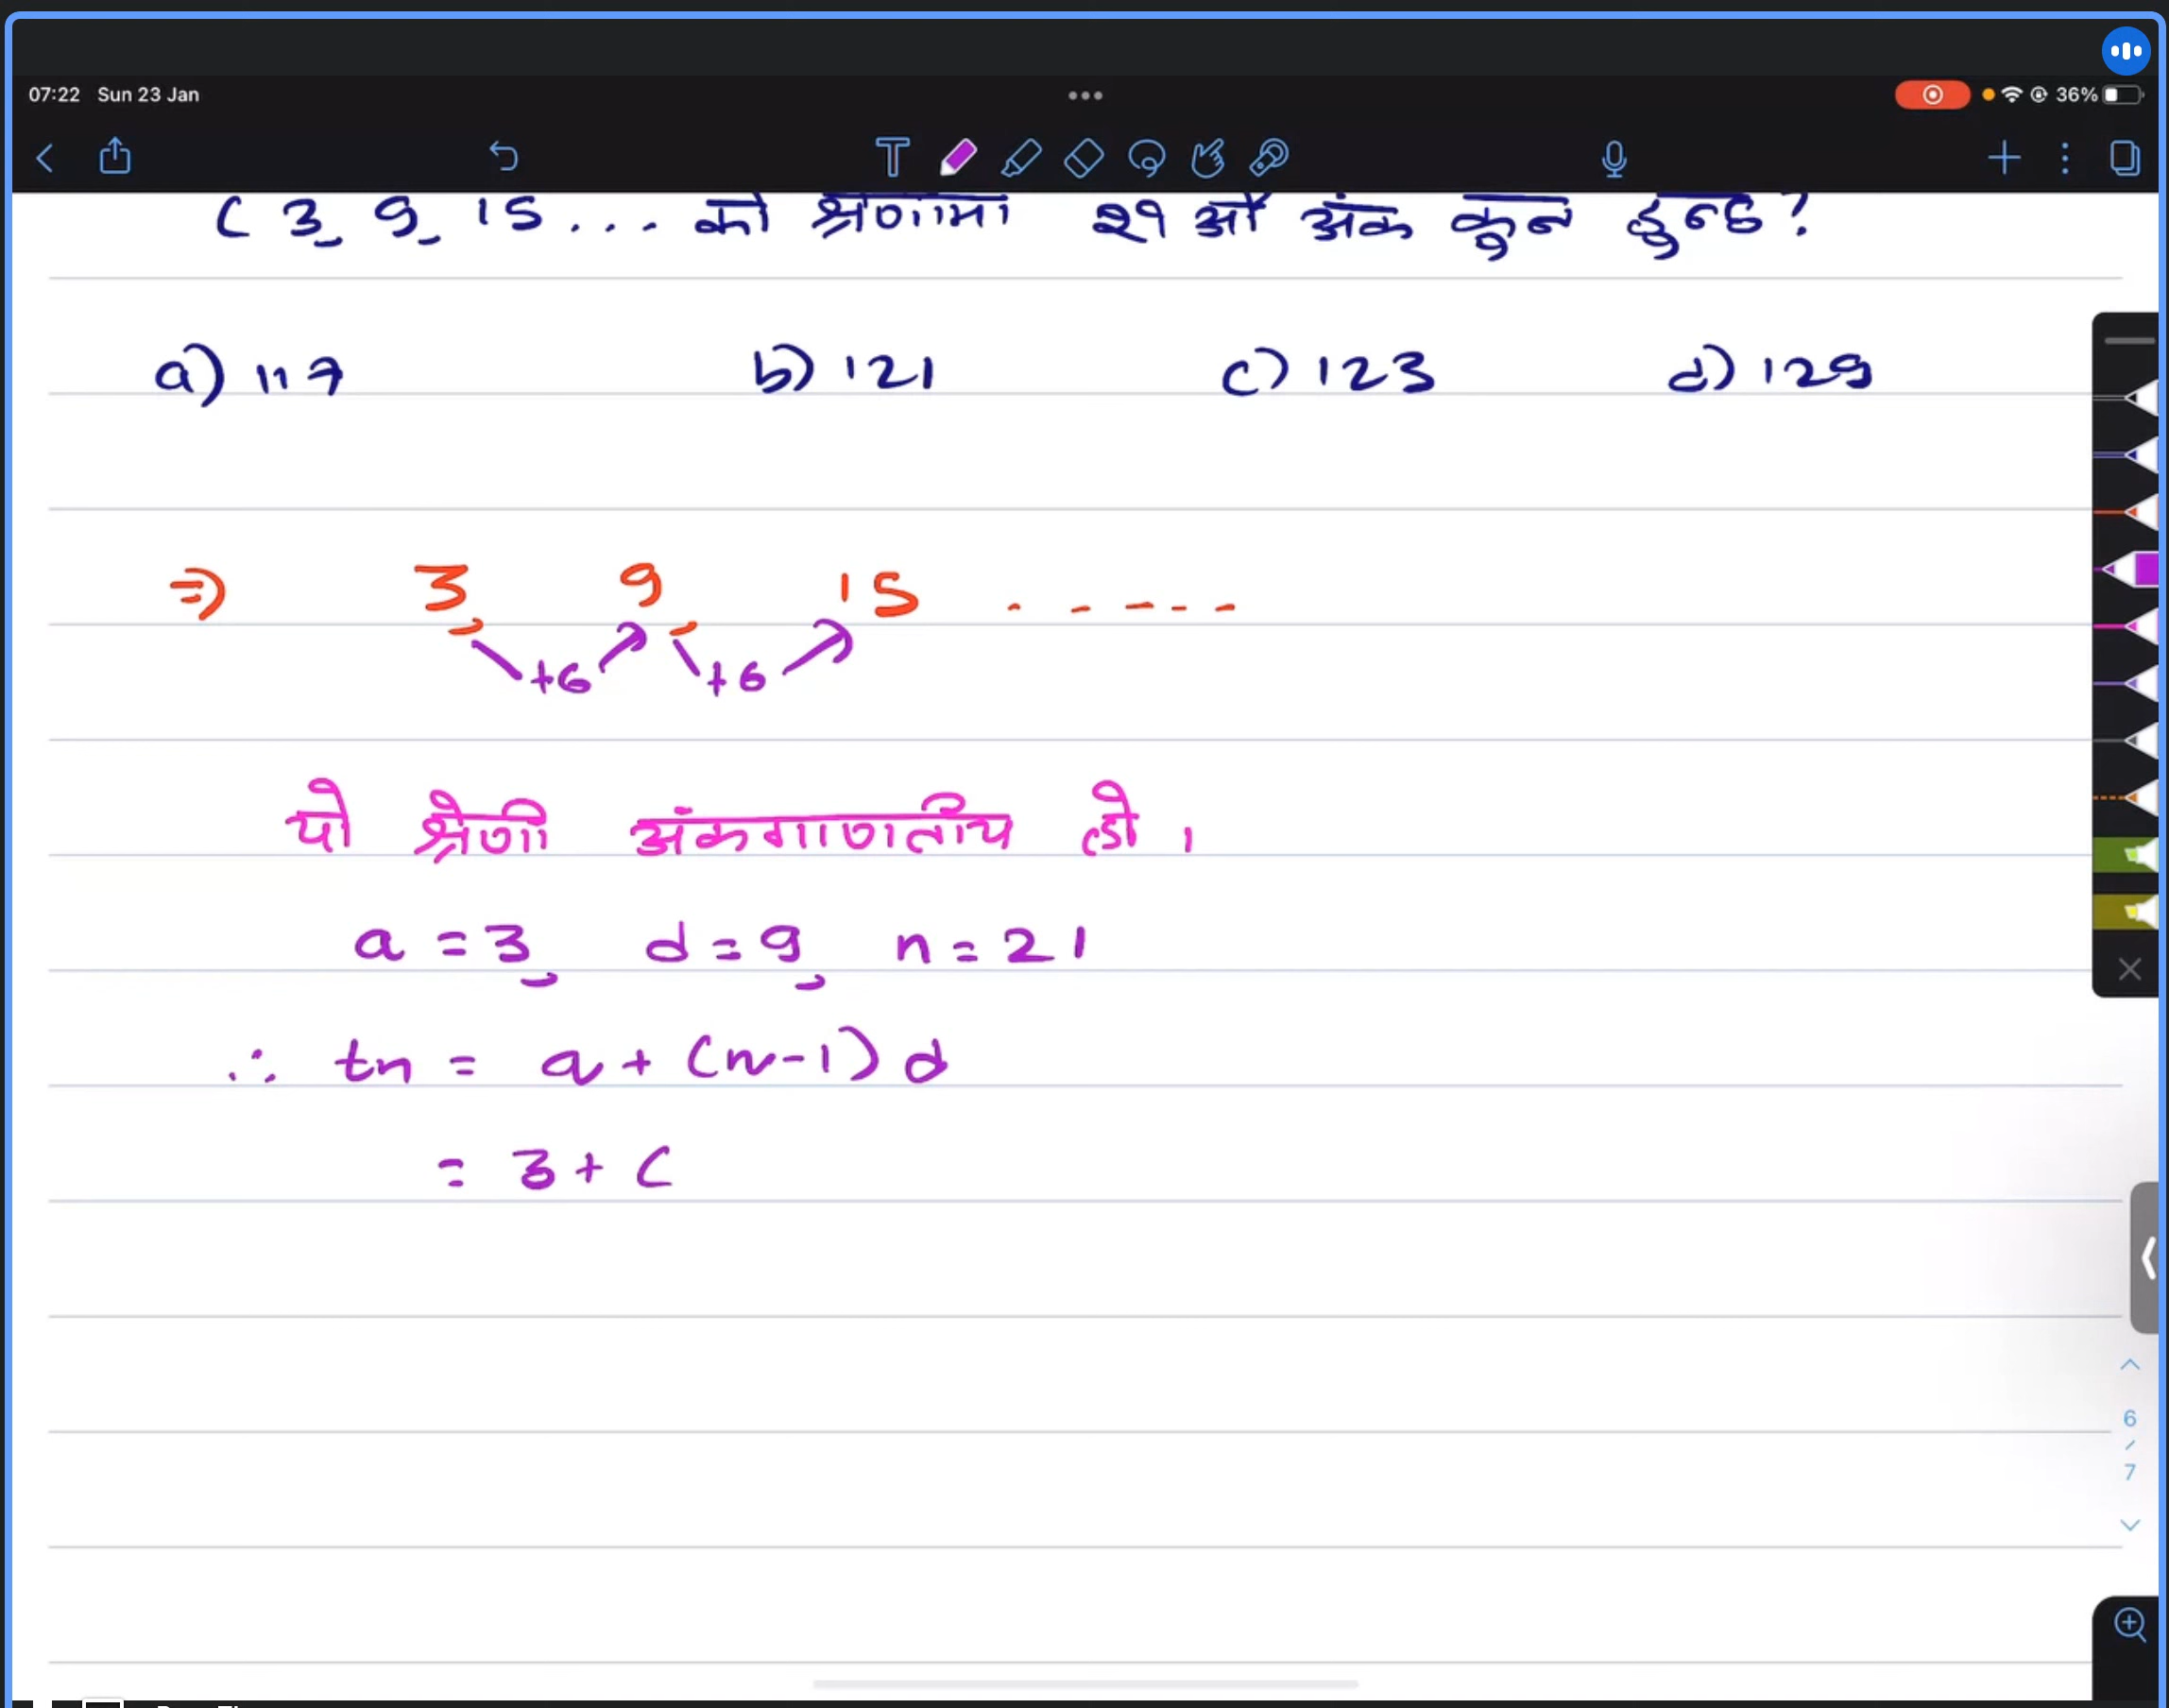 07:22 Sun 23 Jan
36%
( 3, 9, 15... को श्रेणीमा २१ औं अंक कुन हुन्छ?
a) 117 b) 121 c) 123 d) 129
⇒ 3, 9, 15 . - - - -
+6 +6
यो श्रेणी अंकगाणितीय हो ।
a = 3, d = 9, n = 21
∴ tn = a + (n-1) d
= 3 + (
6
/
7